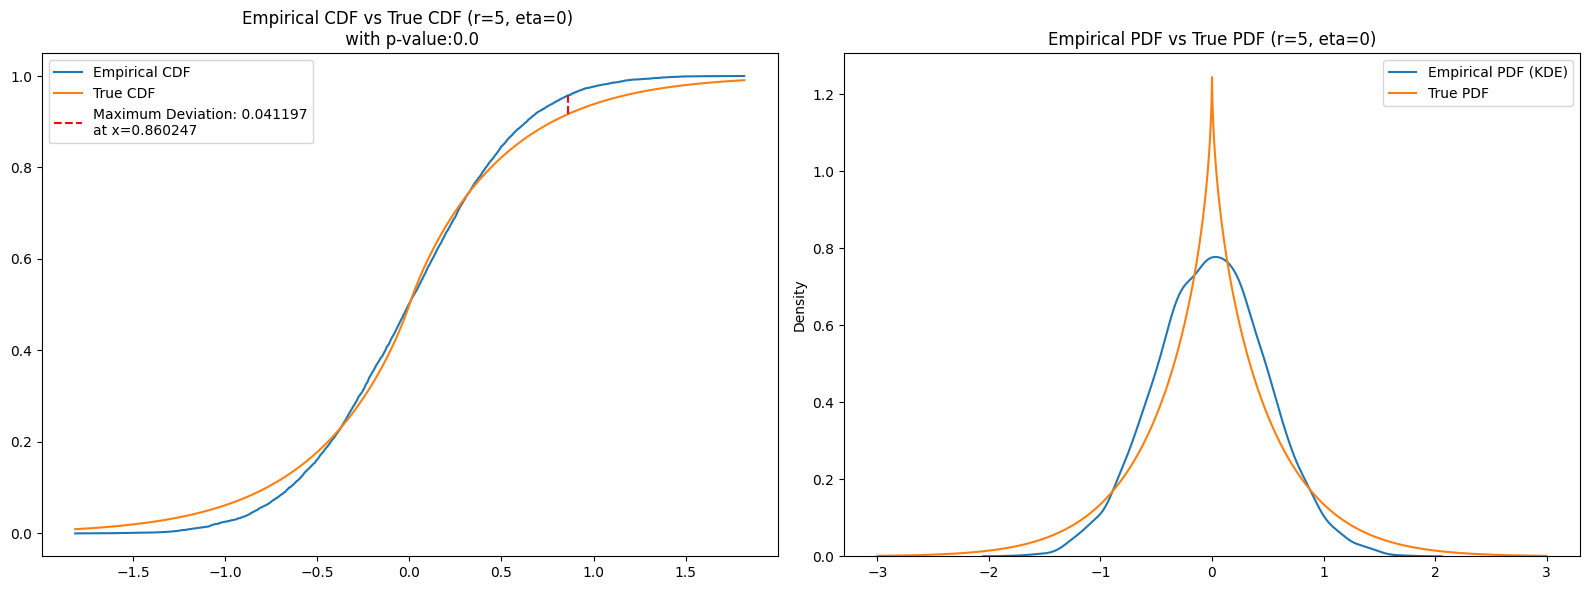 Empirical CDF vs True CDF (r=5, eta=0)
with p-value:0.0
Empirical CDF
True CDF
Maximum Deviation: 0.041197
at x=0.860247
1.0
0.8
0.6
0.4
0.2
0.0
−1.5
−1.0
−0.5
0.0
0.5
1.0
1.5
Empirical PDF vs True PDF (r=5, eta=0)
Empirical PDF (KDE)
True PDF
Density
1.2
1.0
0.8
0.6
0.4
0.2
0.0
−3
−2
−1
0
1
2
3